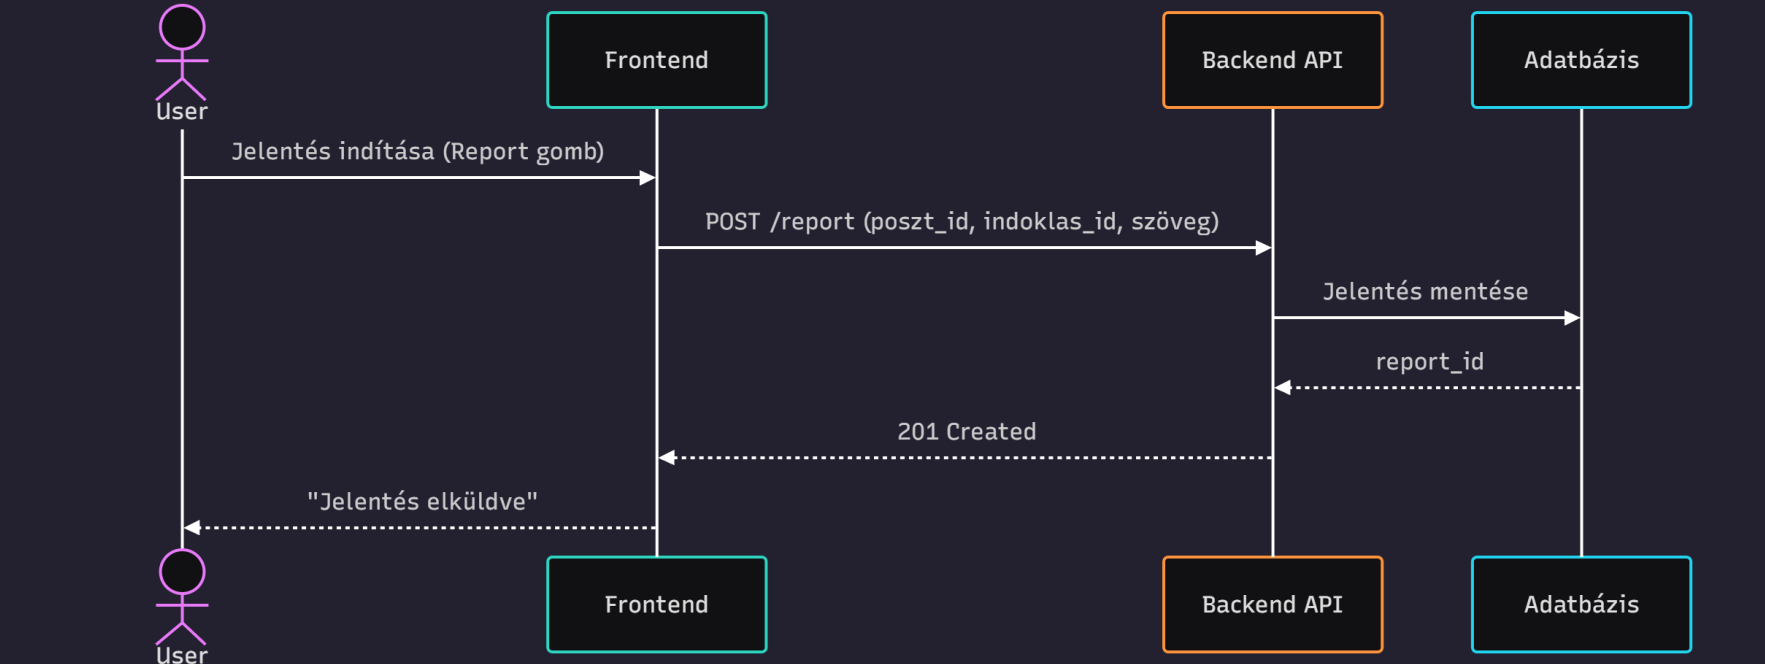 Frontend
Backend API
Adatbázis
User
Jelentés indítása (Report gomb)
POST /report (poszt_id, indoklas_id, szöveg)
Jelentés mentése
report_id
201 Created
"Jelentés elküldve"
Frontend
Backend API
Adatbázis
User